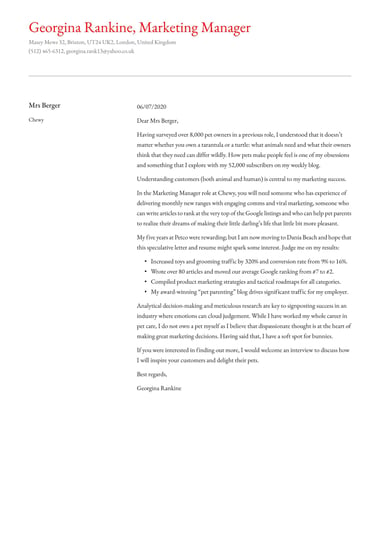 Georgina Rankine, Marketing Manager
Maisy Mews 32, Brixton, UT24 UK2, London, United Kingdom
(512) 465-6312, georgina.rank13@yahoo.co.uk
Mrs Berger
Chewy
06/07/2020
Dear Mrs Berger,
Having surveyed over 8,000 pet owners in a previous role, I understood that it doesn’t
matter whether you own a tarantula or a turtle: what animals need and what their owners
think that they need can differ wildly. How pets make people feel is one of my obsessions
and something that I explore with my 52,000 subscribers on my weekly blog.
Understanding customers (both animal and human) is central to my marketing success.
In the Marketing Manager role at Chewy, you will need someone who has experience of
delivering monthly new ranges with engaging comms and viral marketing, someone who
can write articles to rank at the very top of the Google listings and who can help pet parents
to realize their dreams of making their little darling’s life that little bit more pleasant.
My five years at Petco were rewarding; but I am now moving to Dania Beach and hope that
this speculative letter and resume might spark some interest. Judge me on my results:
• Increased toys and grooming traffic by 320% and conversion rate from 9% to 16%.
• Wrote over 80 articles and moved our average Google ranking from #7 to #2.
• Compiled product marketing strategies and tactical roadmaps for all categories.
• My award-winning “pet parenting” blog drives significant traffic for my employer.
Analytical decision-making and meticulous research are key to signposting success in an
industry where emotions can cloud judgement. While I have worked my whole career in
pet care, I do not own a pet myself as I believe that dispassionate thought is at the heart of
making great marketing decisions. Having said that, I have a soft spot for bunnies.
If you were interested in finding out more, I would welcome an interview to discuss how
I will inspire your customers and delight their pets.
Best regards,
Georgina Rankine